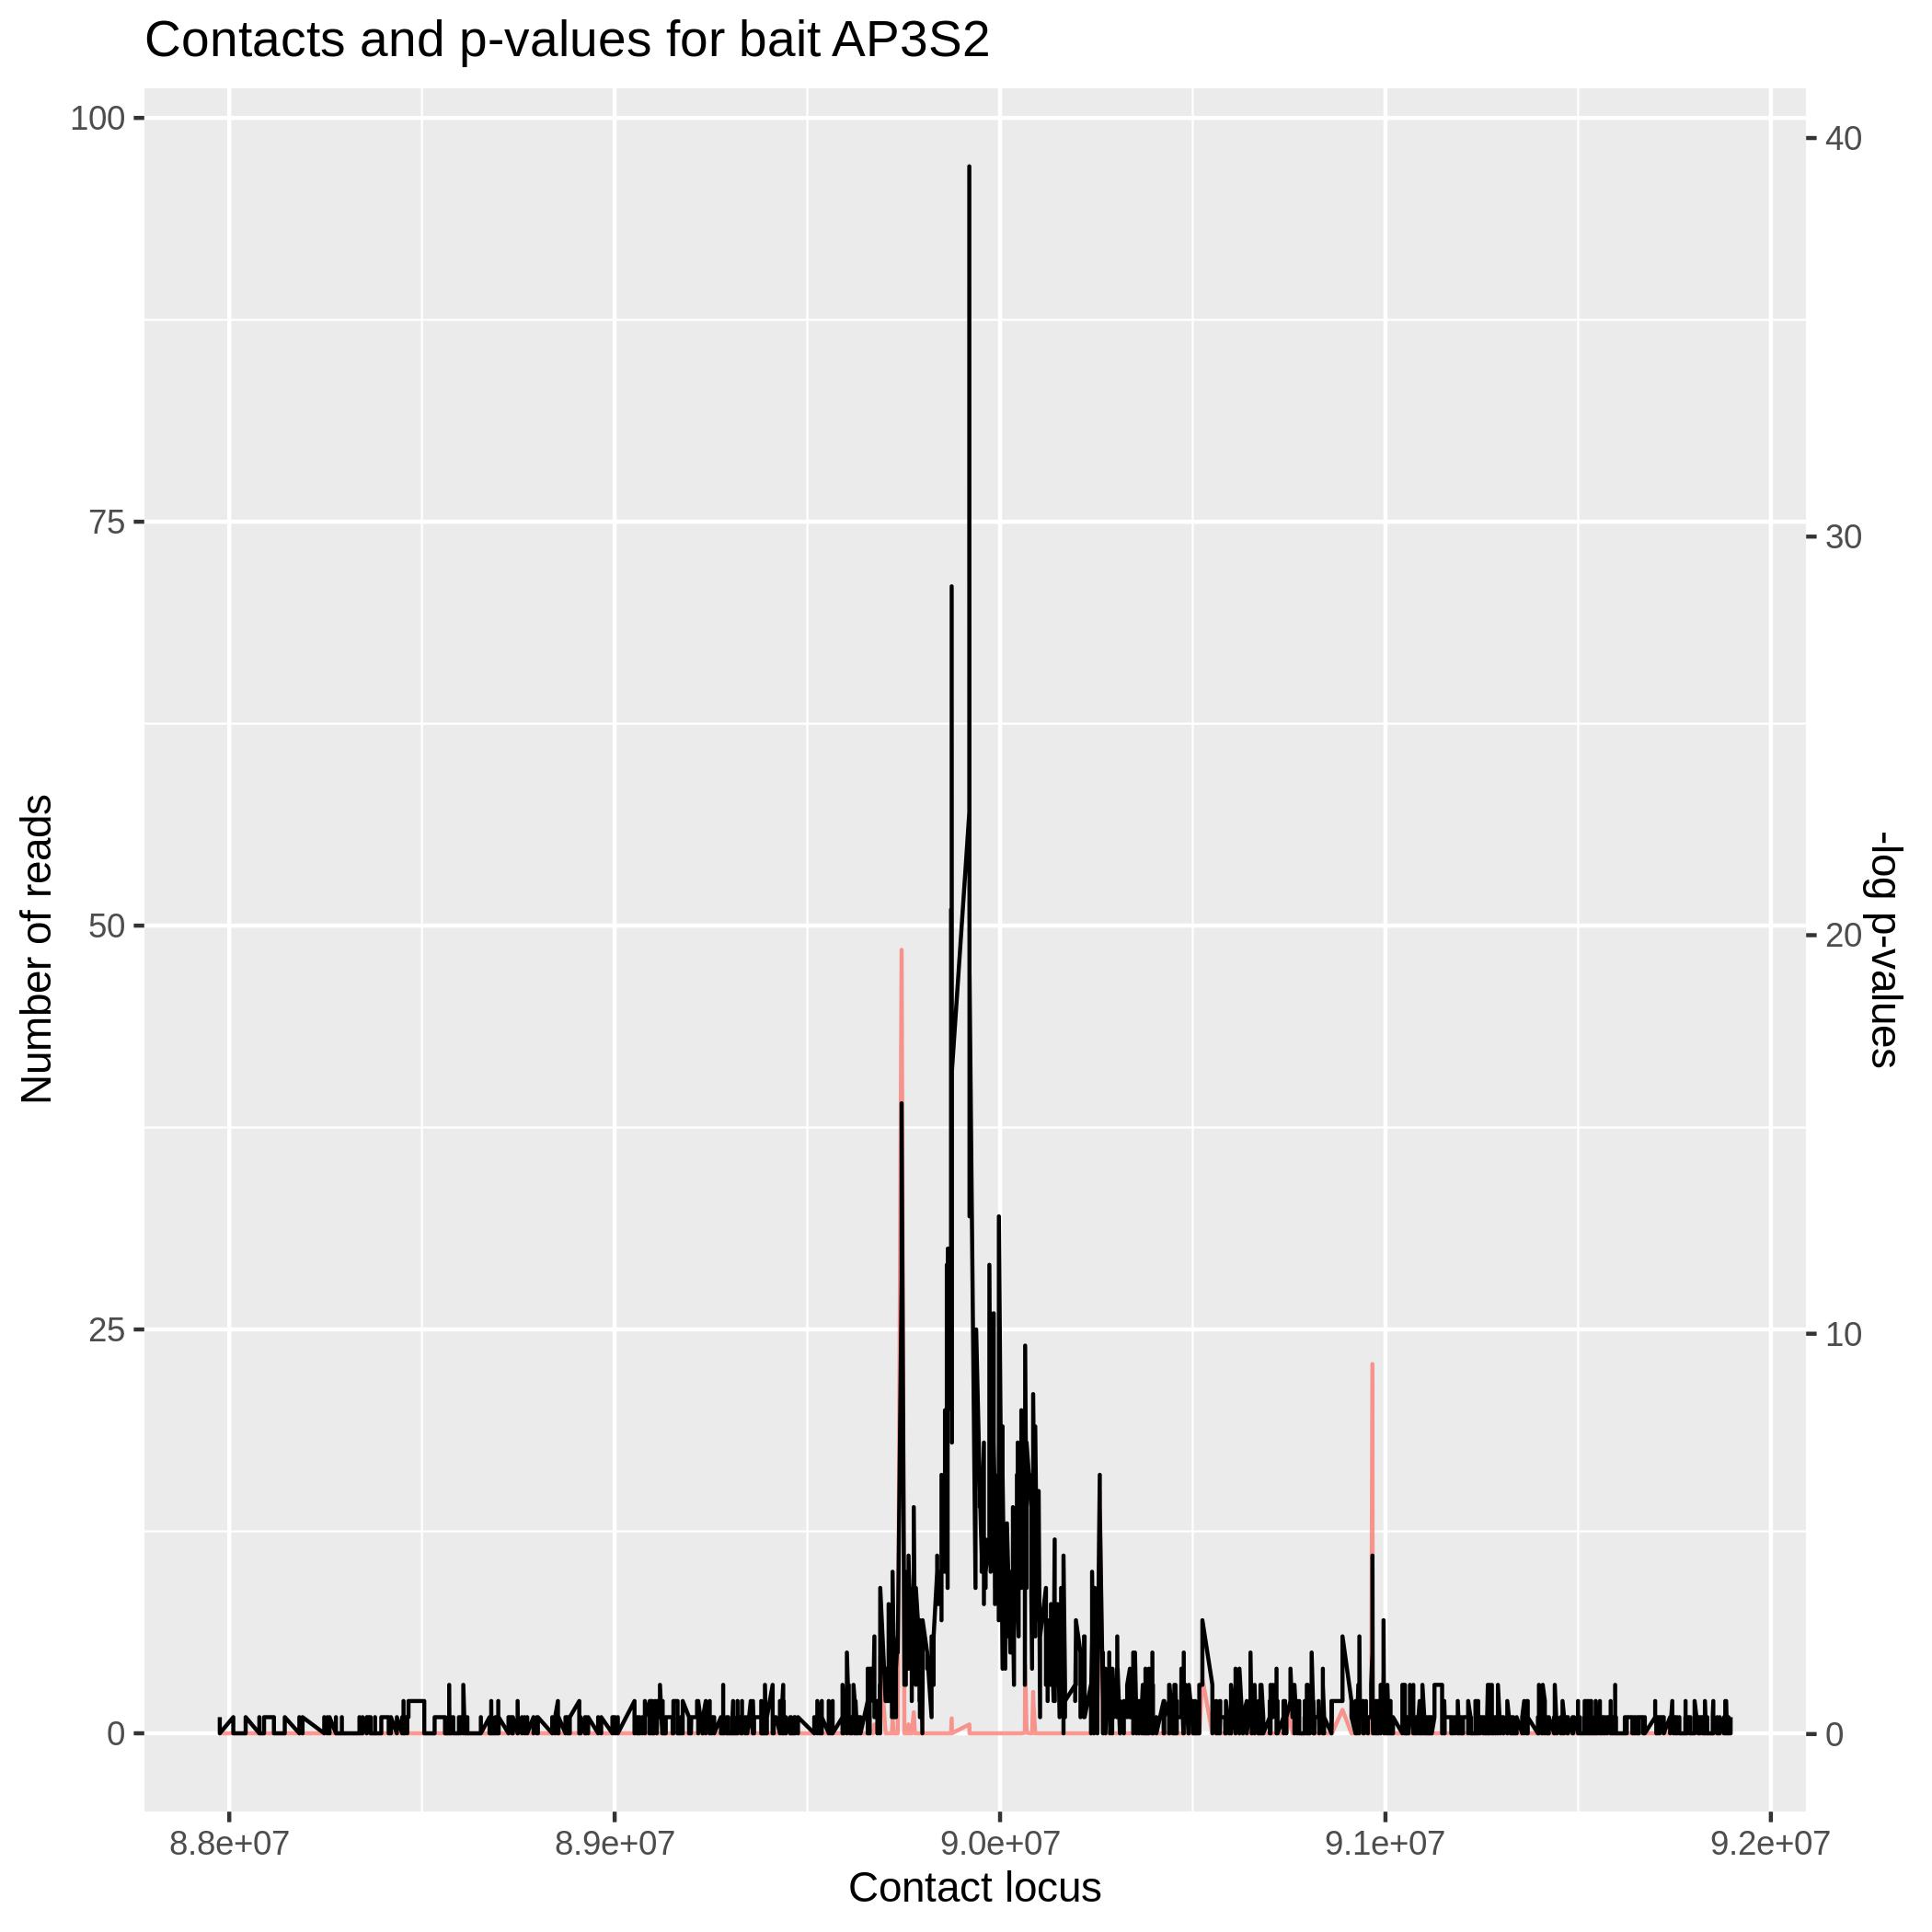 Contacts and p-values for bait AP3S2
100
75
50
25
0
Number of reads
40
30
20
10
0
-log p-values
8.8e+07
8.9e+07
9.0e+07
9.1e+07
9.2e+07
Contact locus